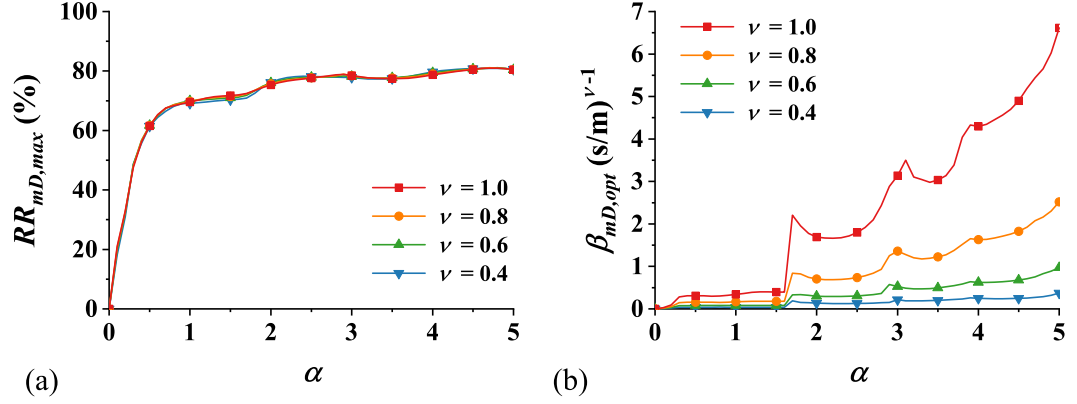 100
80
60
40
20
0
RR_{mD,max} (%)
ν = 1.0
ν = 0.8
ν = 0.6
ν = 0.4
0 1 2 3 4 5
α
(a)
7
6
5
4
3
2
1
0
β_{mD,opt} (s/m)^{ν-1}
ν = 1.0
ν = 0.8
ν = 0.6
ν = 0.4
0 1 2 3 4 5
α
(b)